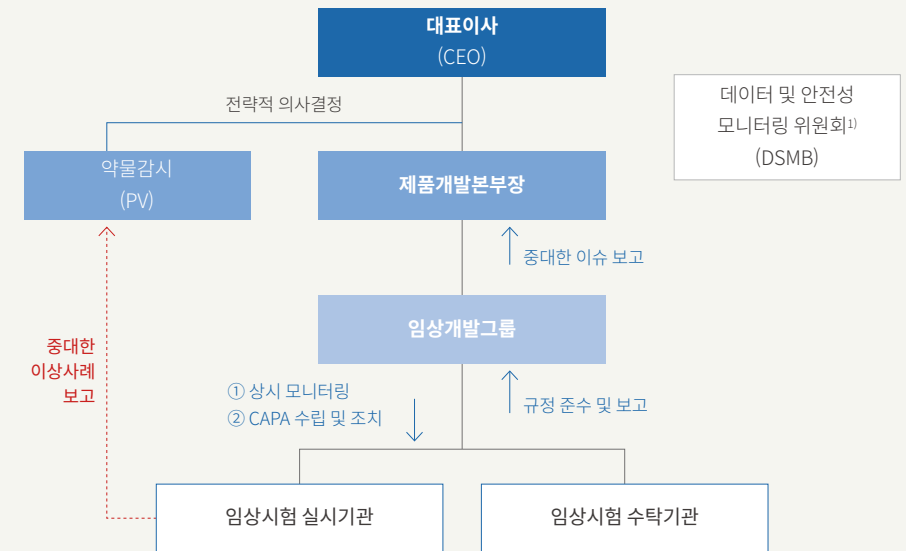 대표이사
(CEO)
전략적 의사결정
데이터 및 안전성
모니터링 위원회1)
(DSMB)
약물감시
(PV)
제품개발본부장
중대한 이슈 보고
임상개발그룹
중대한
이상사례
보고
① 상시 모니터링
② CAPA 수립 및 조치
규정 준수 및 보고
임상시험 실시기관
임상시험 수탁기관